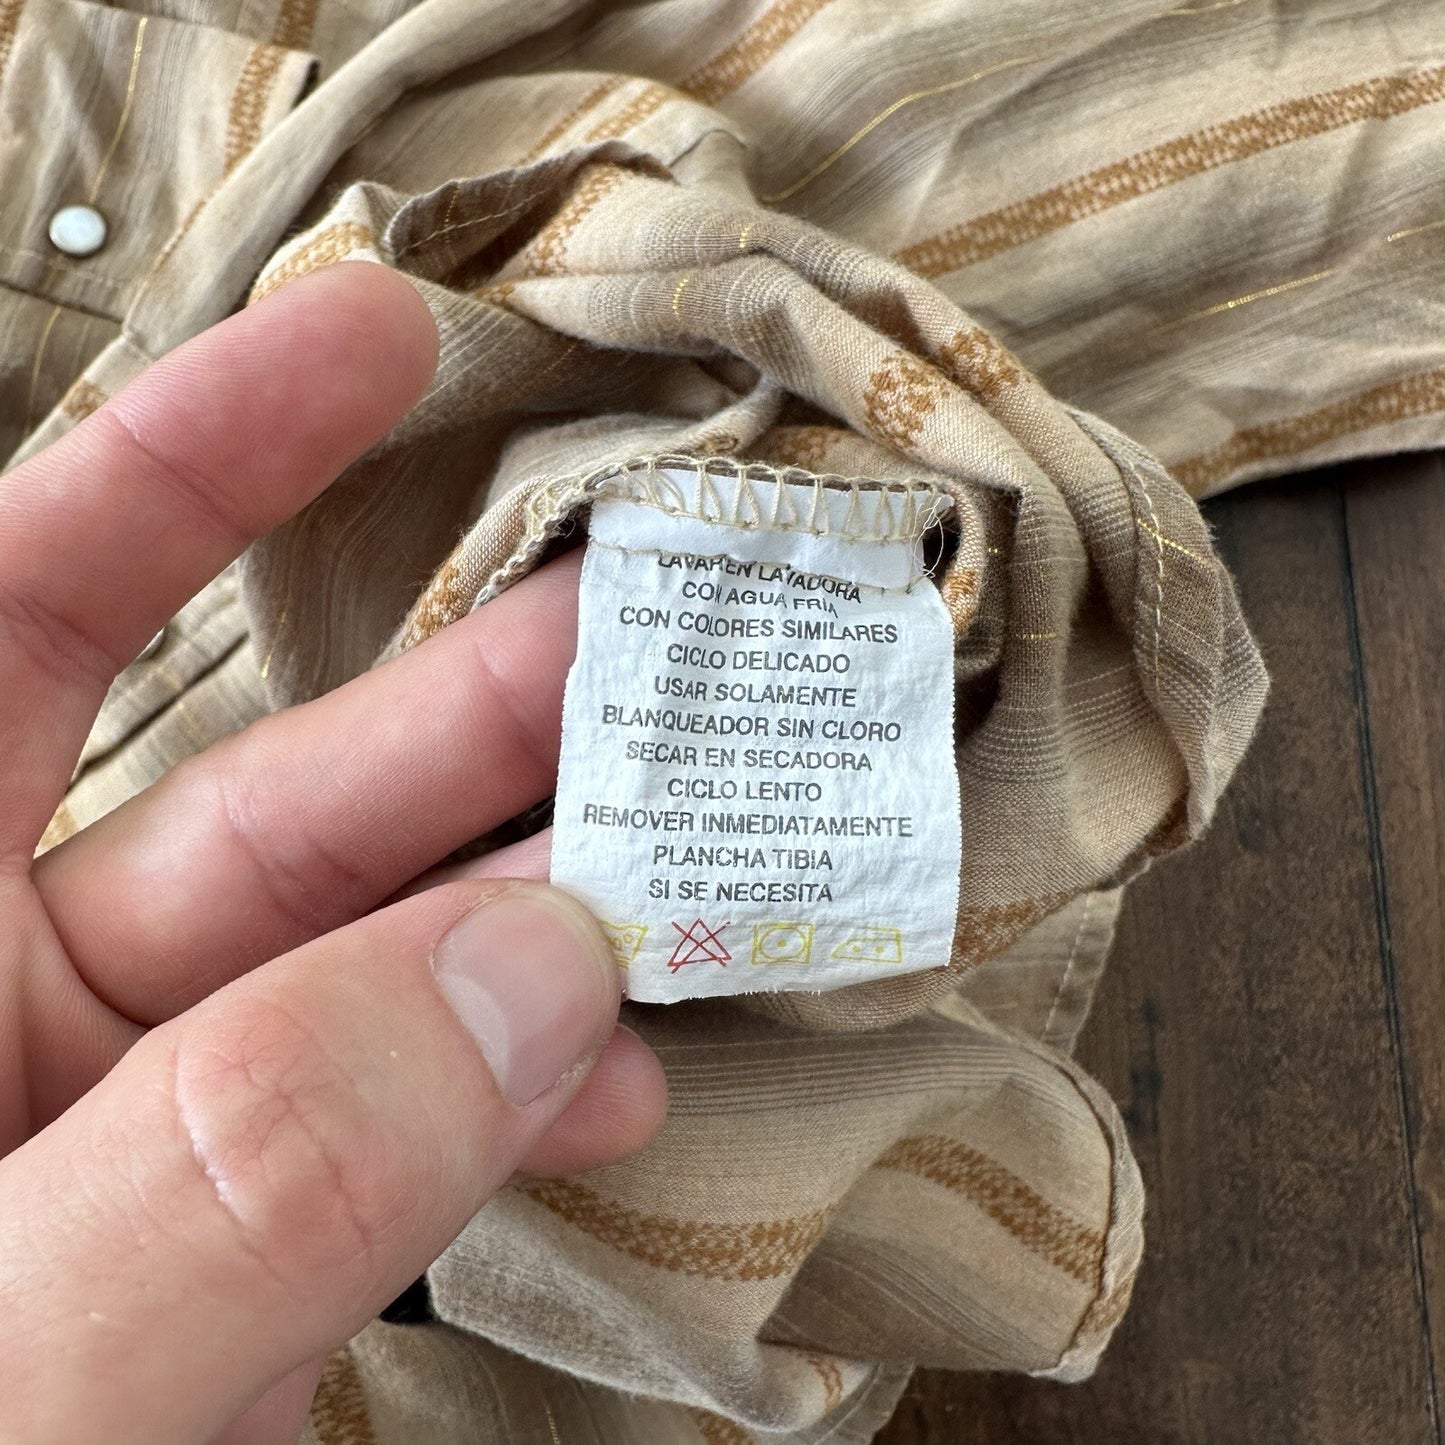 LAVAR EN LAVADORA
CON AGUA FRIA
CON COLORES SIMILARES
CICLO DELICADO
USAR SOLAMENTE
BLANQUEADOR SIN CLORO
SECAR EN SECADORA
CICLO LENTO
REMOVER INMEDIATAMENTE
PLANCHA TIBIA
SI SE NECESITA